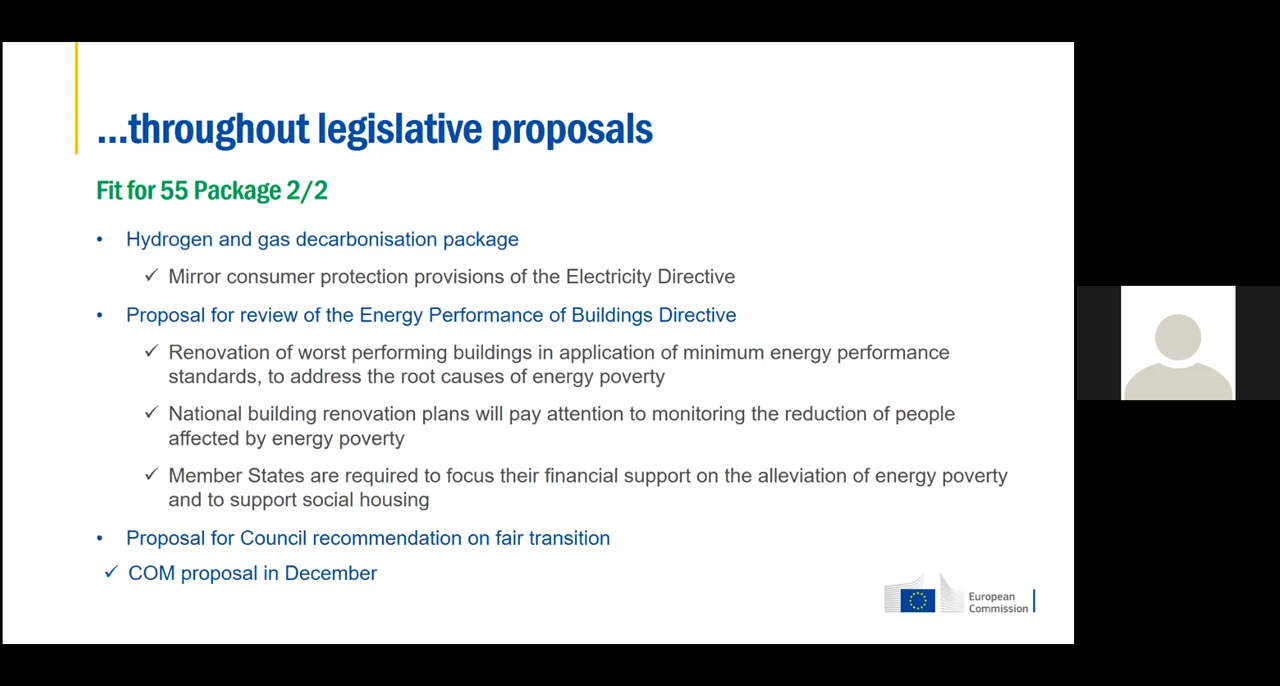 ...throughout legislative proposals
Fit for 55 Package 2/2
• Hydrogen and gas decarbonisation package
✓ Mirror consumer protection provisions of the Electricity Directive
• Proposal for review of the Energy Performance of Buildings Directive
✓ Renovation of worst performing buildings in application of minimum energy performance
standards, to address the root causes of energy poverty
✓ National building renovation plans will pay attention to monitoring the reduction of people
affected by energy poverty
✓ Member States are required to focus their financial support on the alleviation of energy poverty
and to support social housing
• Proposal for Council recommendation on fair transition
✓ COM proposal in December
European
Commission